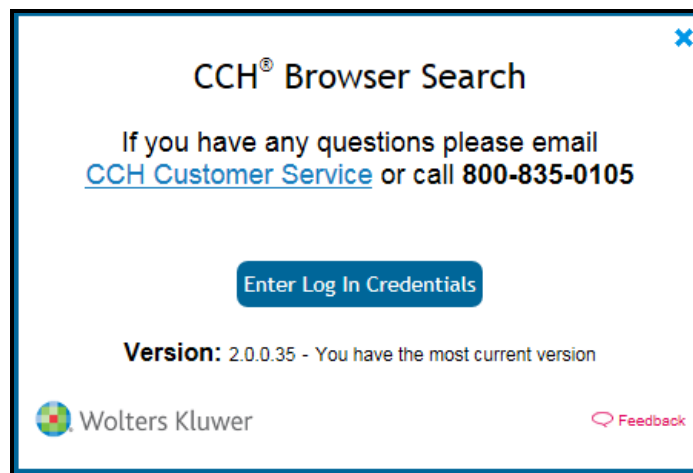 CCH® Browser Search
If you have any questions please email
CCH Customer Service or call 800-835-0105
Enter Log In Credentials
Version: 2.0.0.35 - You have the most current version
Wolters Kluwer
Feedback